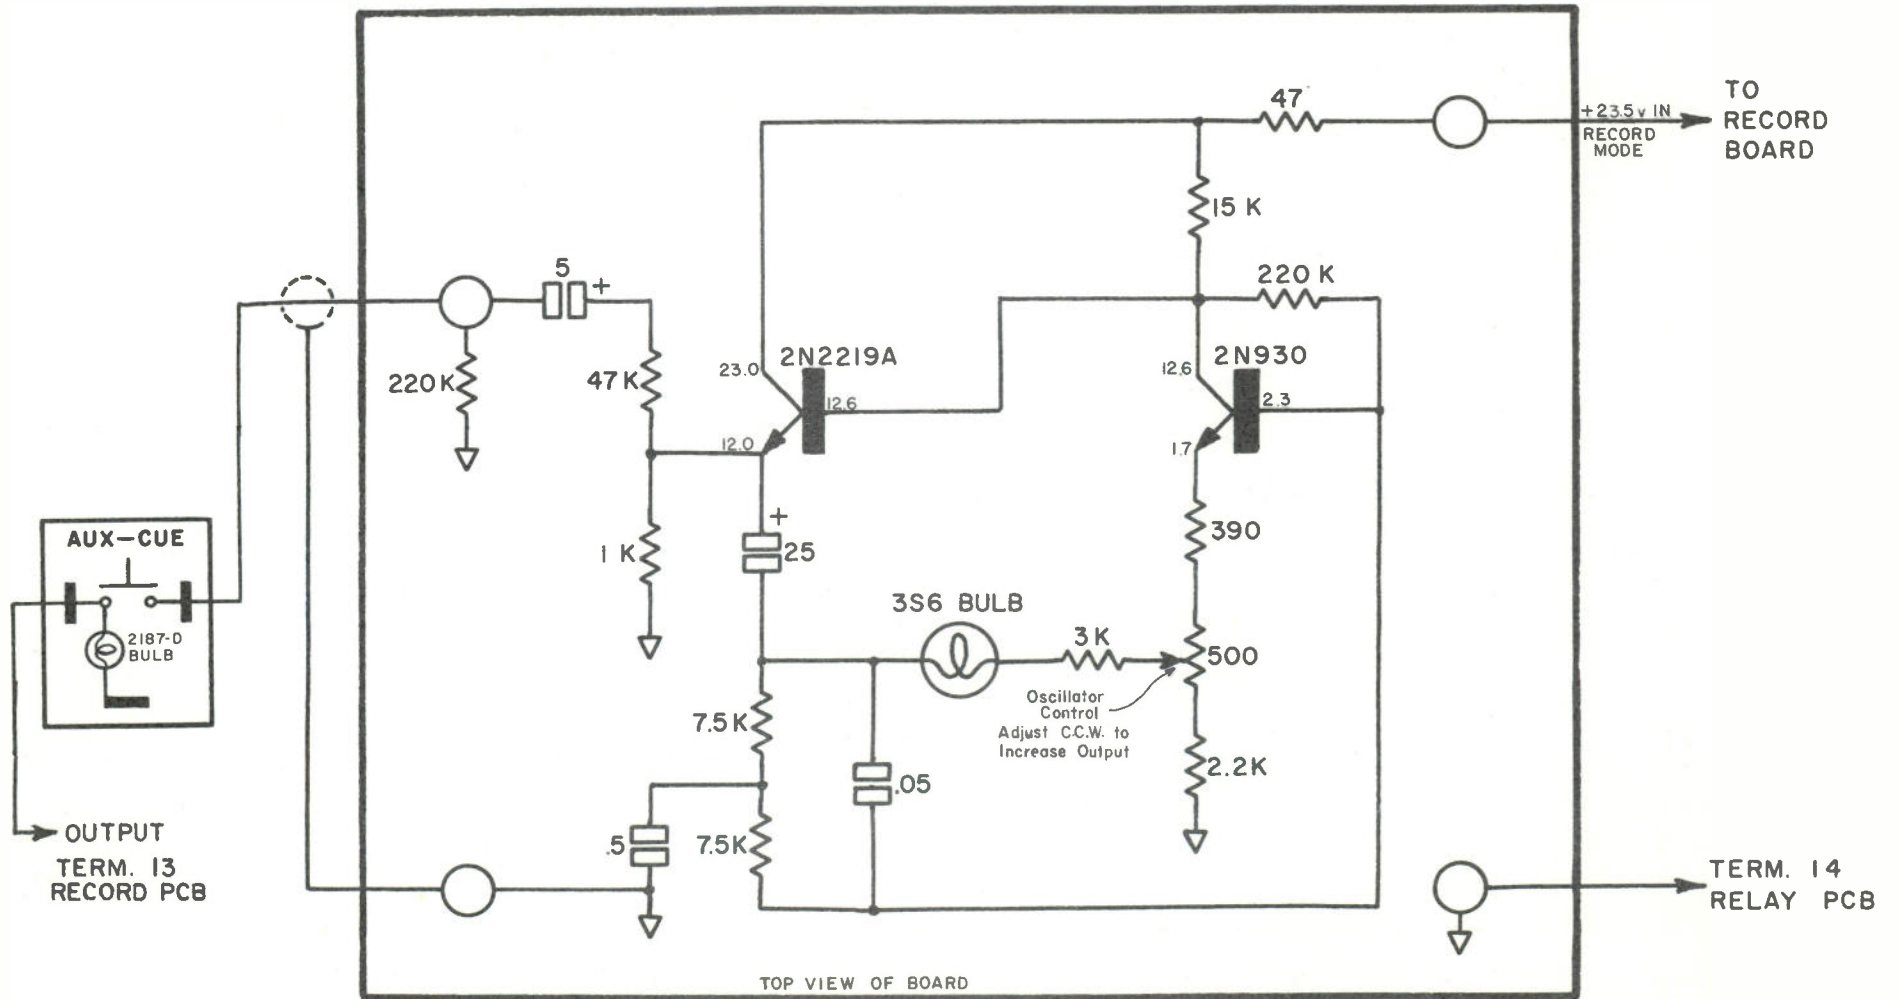 47
+23.5v IN
RECORD
MODE
TO
RECORD
BOARD
15 K
220 K
5
+
220K
47K
23.0
2N2219A
12.6
12.0
12.6
2N930
2.3
1.7
1 K
+
25
390
AUX-CUE
2187-D
BULB
3S6 BULB
3K
500
Oscillator
Control
Adjust C.C.W. to
Increase Output
7.5K
.05
2.2K
.5
7.5K
OUTPUT
TERM. 13
RECORD PCB
TERM. 14
RELAY PCB
TOP VIEW OF BOARD